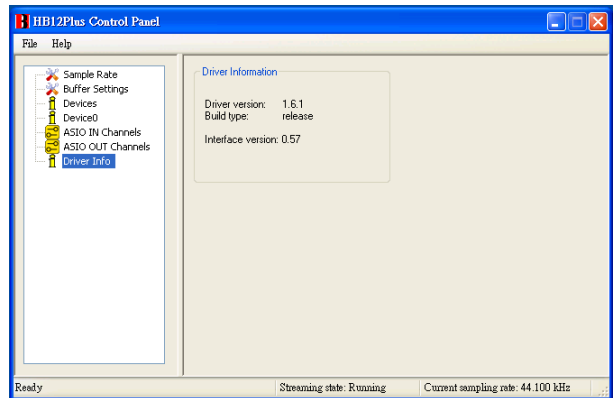 HB12Plus Control Panel
File Help
Sample Rate
Buffer Settings
Devices
Device0
ASIO IN Channels
ASIO OUT Channels
Driver Info
Driver Information
Driver version: 1.6.1
Build type: release
Interface version: 0.57
Ready Streaming state: Running Current sampling rate: 44.100 kHz